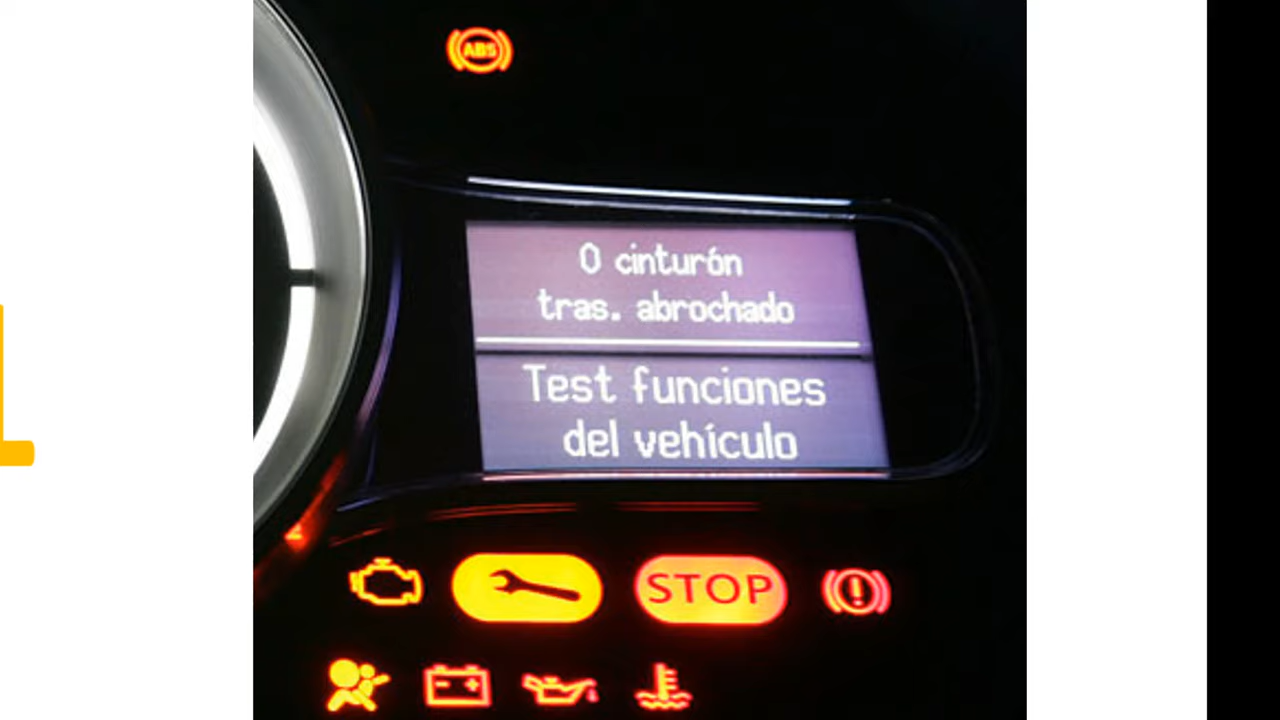 ABS
0 cinturón
tras. abrochado
Test funciones
del vehículo
STOP